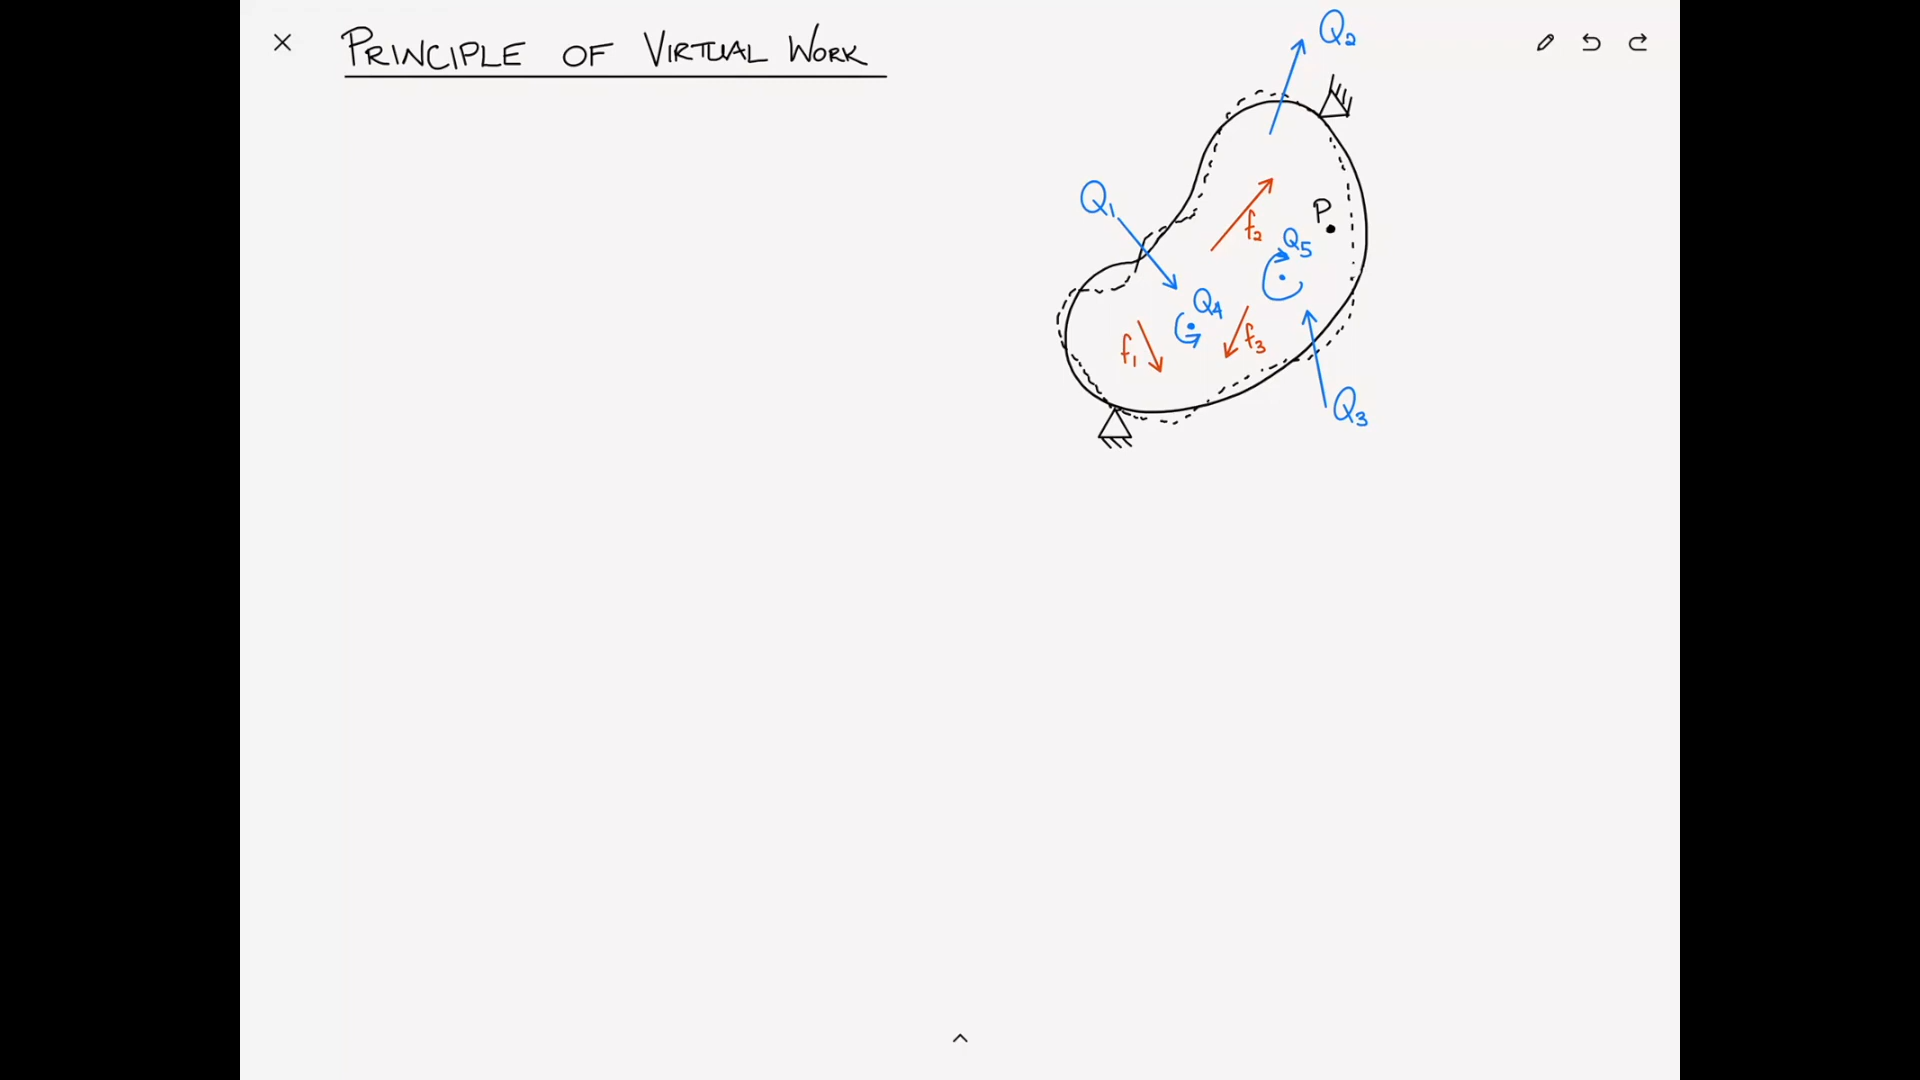 PRINCIPLE OF VIRTUAL WORK
Q₂
Q₁
P
f₂
Q₅
Q₄
f₁
f₃
Q₃